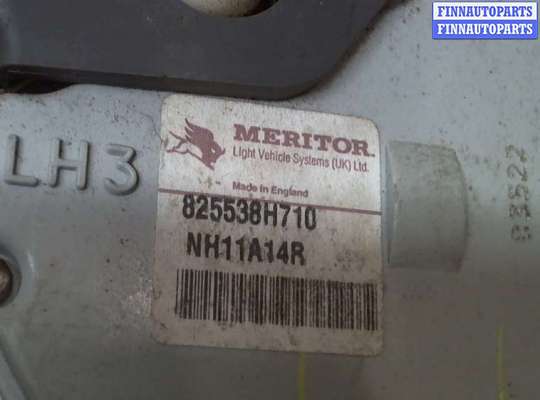 FINNAUTOPARTS
FINNAUTOPARTS
LH3
MERITOR
Light Vehicle Systems (UK) Ltd.
Made in England
825538H710
NH11A14R
83522